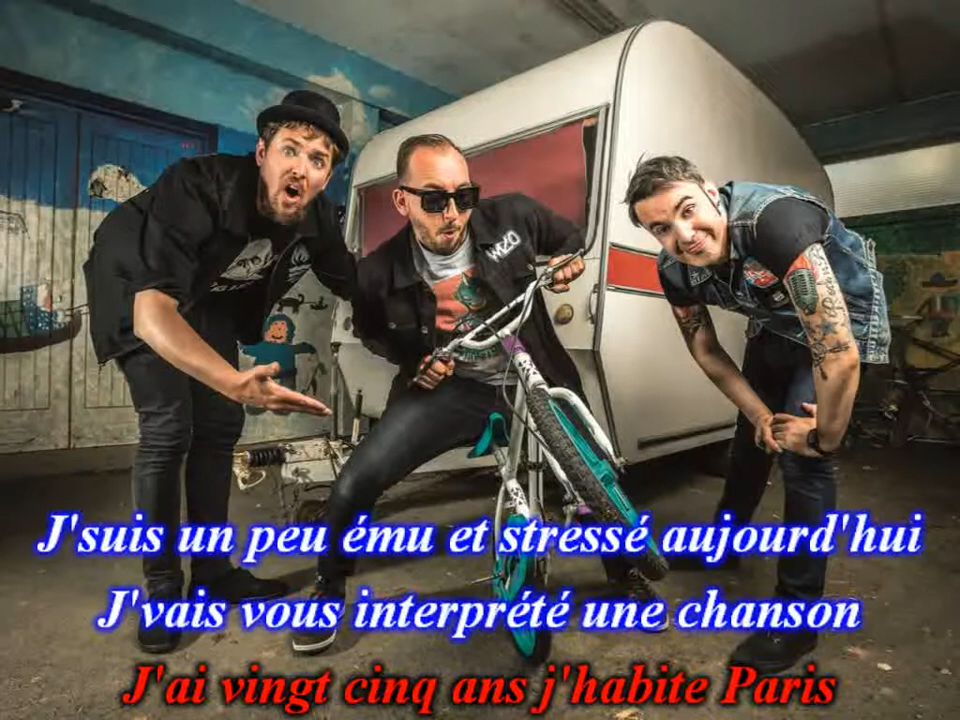 WIZO
J'suis un peu ému et stressé aujourd'hui
J'vais vous interprété une chanson
J'ai vingt cinq ans j'habite Paris